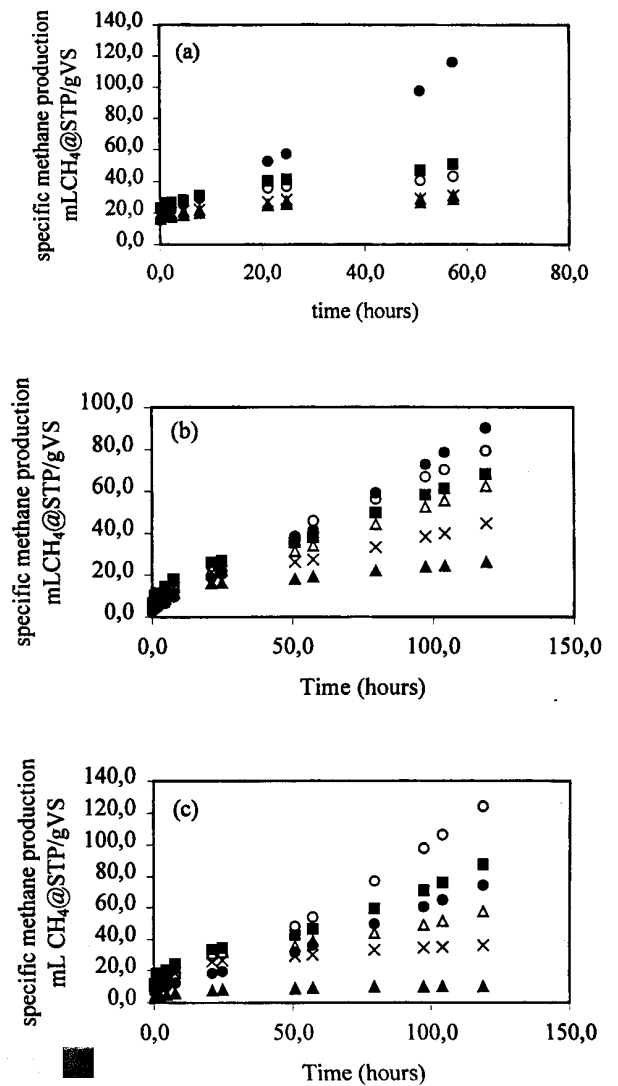 (a)
specific methane production
mLCH₄@STP/gVS
140,0
120,0
100,0
80,0
60,0
40,0
20,0
0,0
0,0 20,0 40,0 60,0 80,0
time (hours)
(b)
specific methane production
mLCH₄@STP/gVS
100,0
80,0
60,0
40,0
20,0
0,0
0,0 50,0 100,0 150,0
Time (hours)
(c)
specific methane production
mL CH₄@STP/gVS
140,0
120,0
100,0
80,0
60,0
40,0
20,0
0,0
0,0 50,0 100,0 150,0
Time (hours)